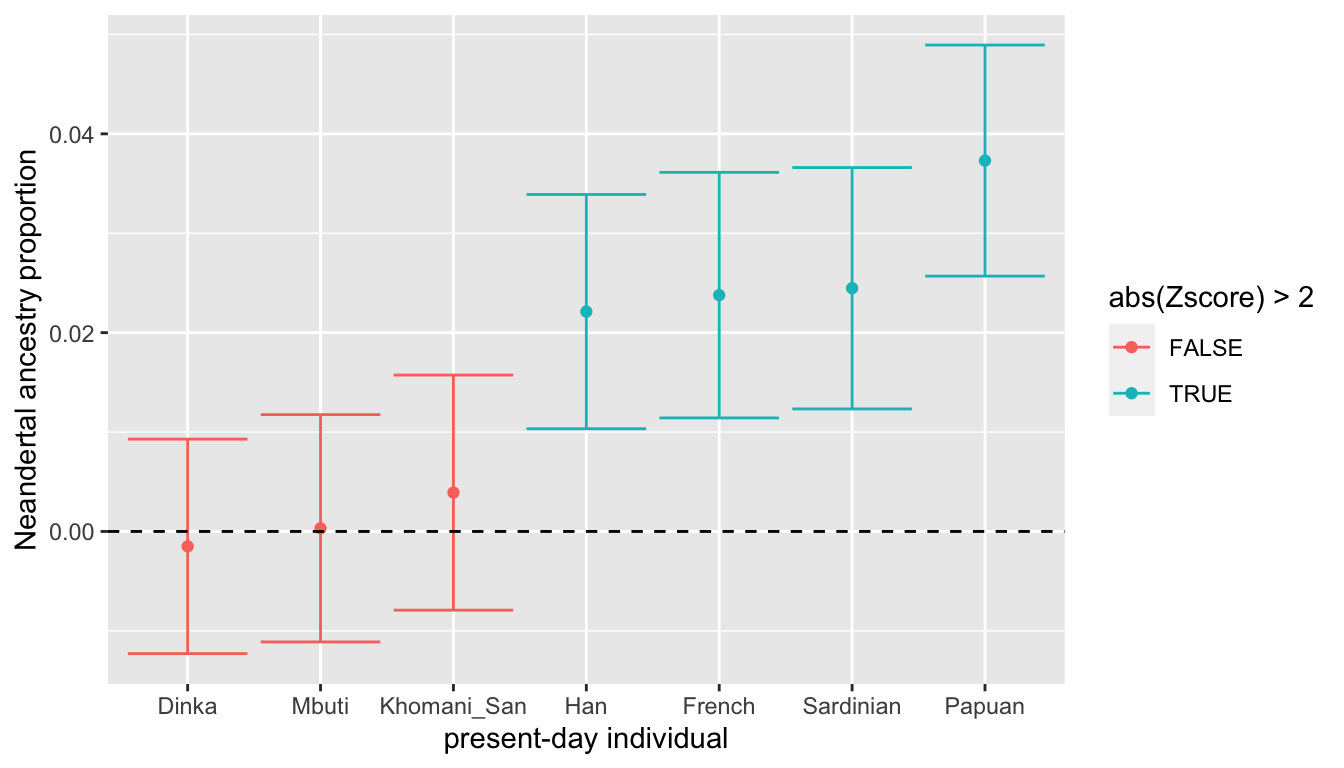 Neandertal ancestry proportion
0.04
0.02
0.00
Dinka Mbuti Khomani_San Han French Sardinian Papuan
present-day individual
abs(Zscore) > 2
FALSE
TRUE